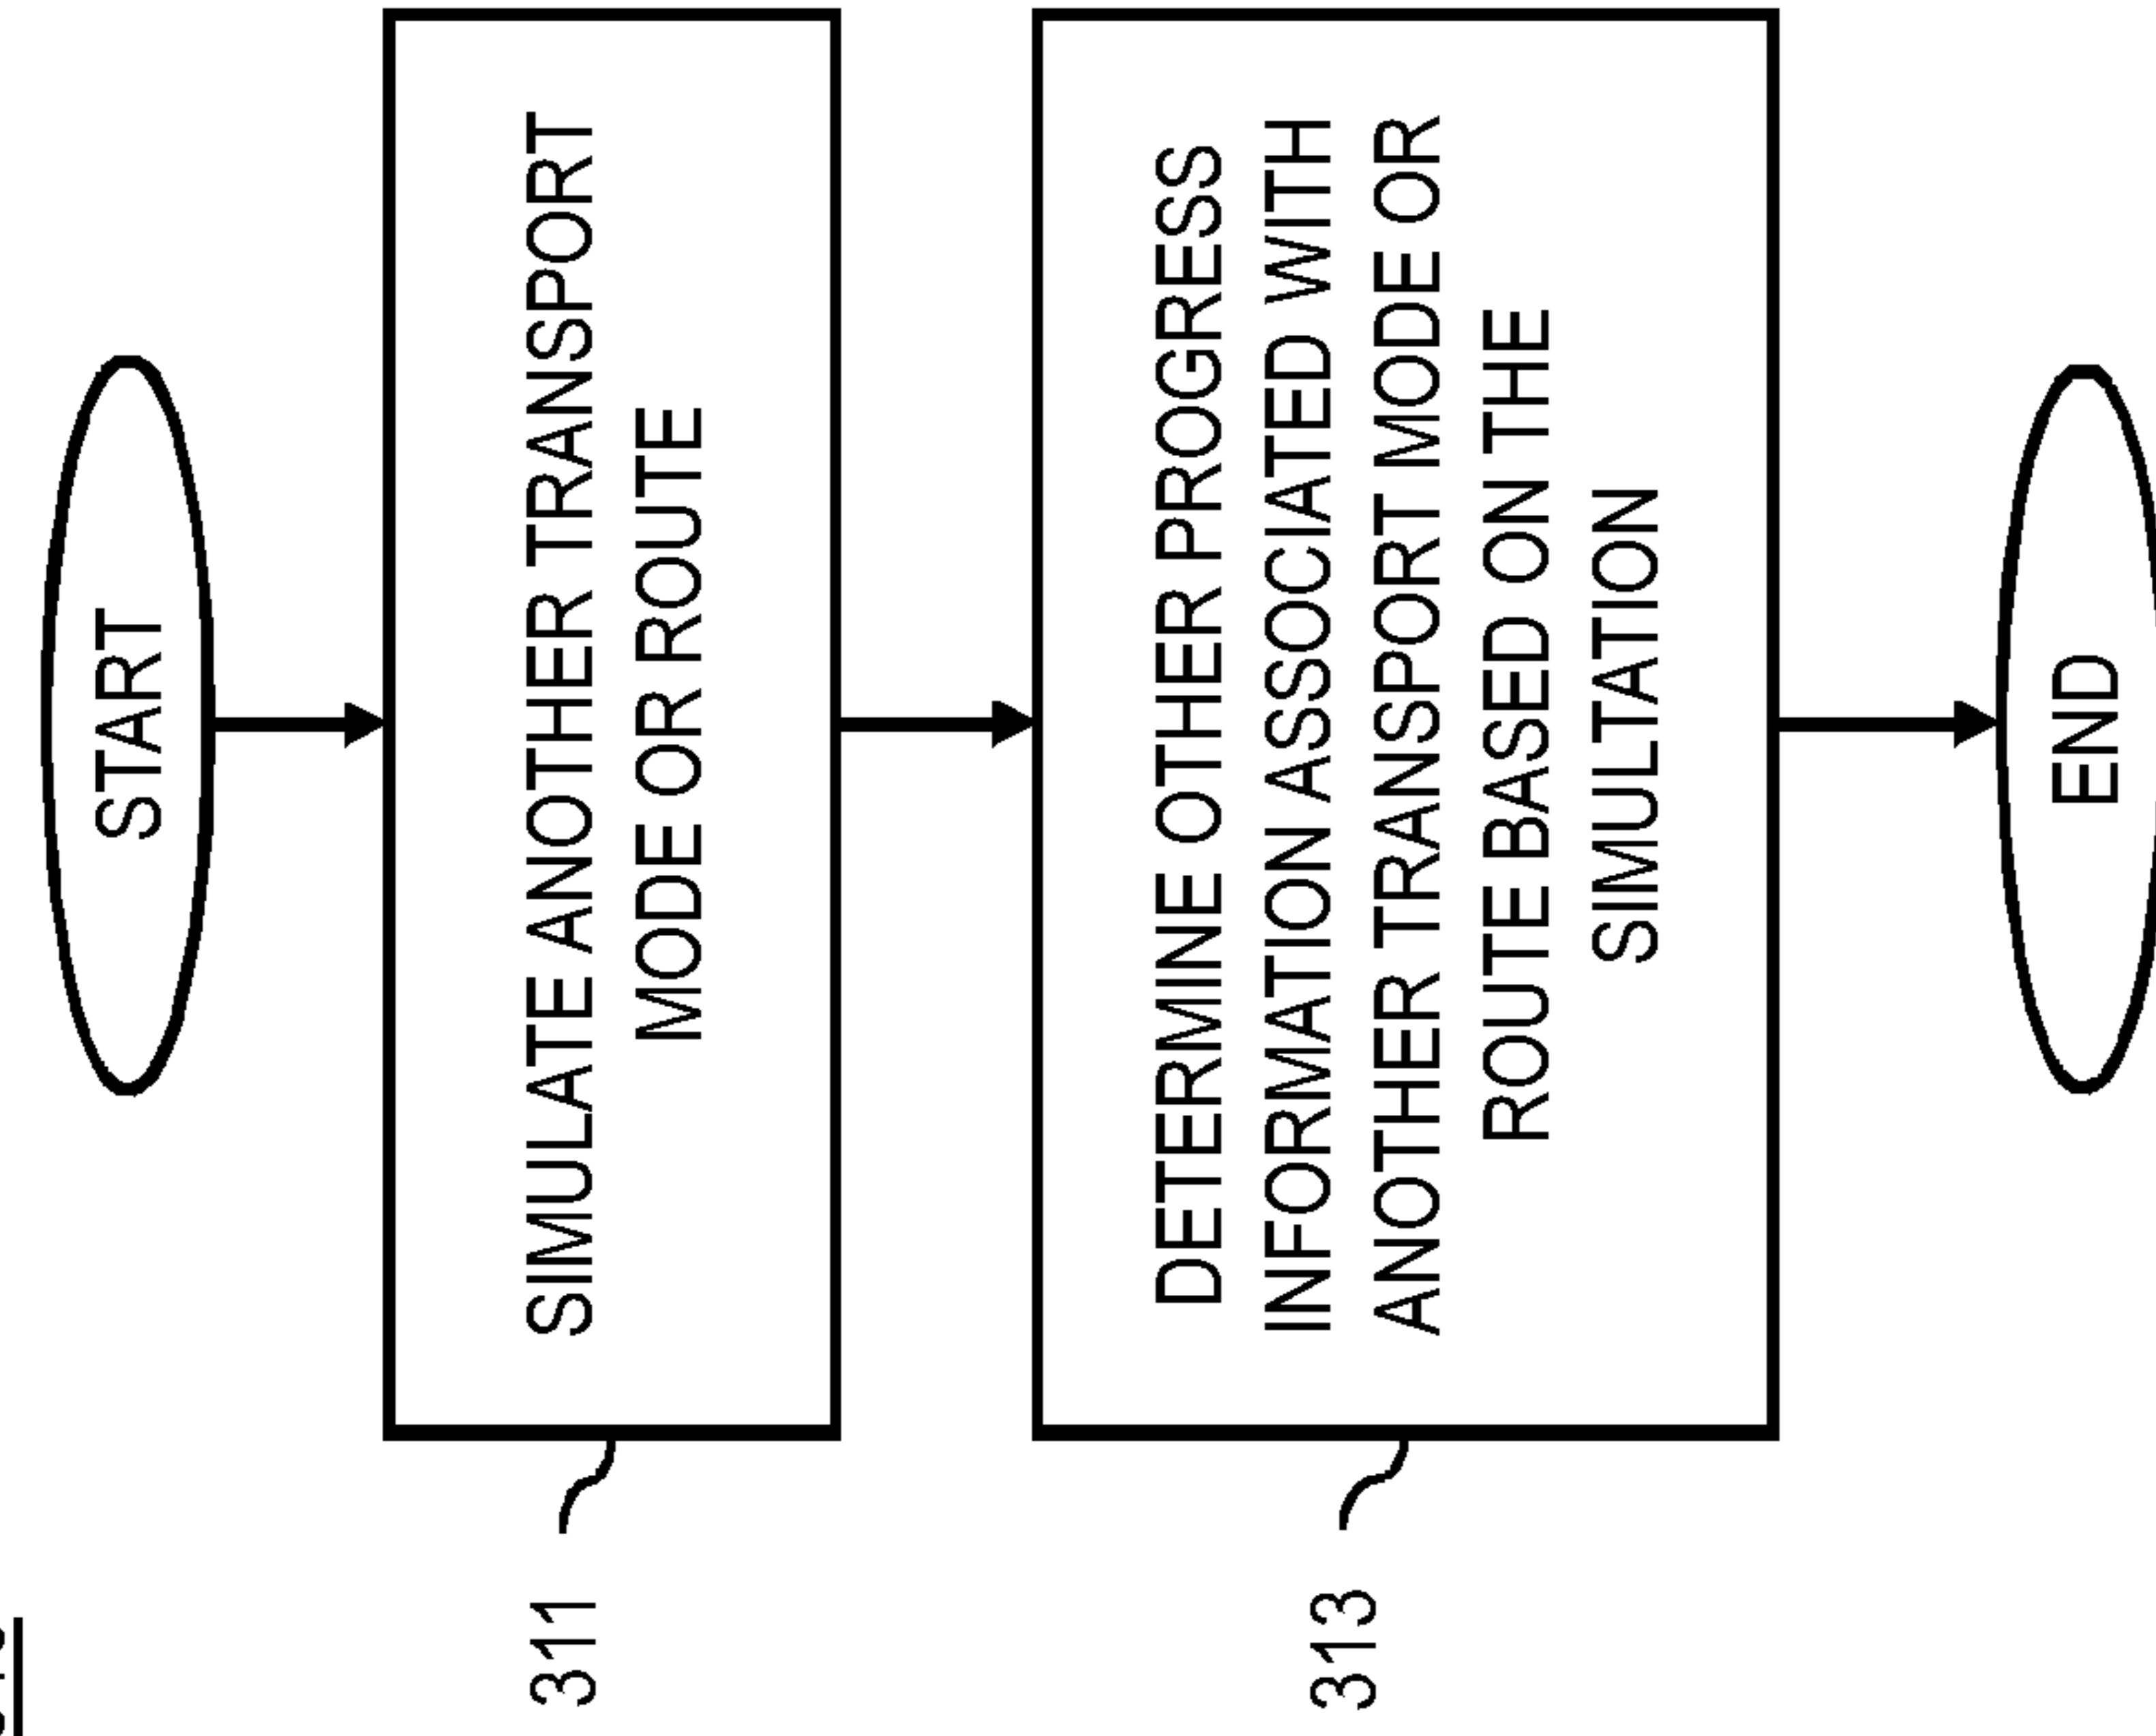 START
SIMULATE ANOTHER TRANSPORT
MODE OR ROUTE
311
DETERMINE OTHER PROGRESS
INFORMATION ASSOCIATED WITH
ANOTHER TRANSPORT MODE OR
ROUTE BASED ON THE
SIMULTATION
313
END